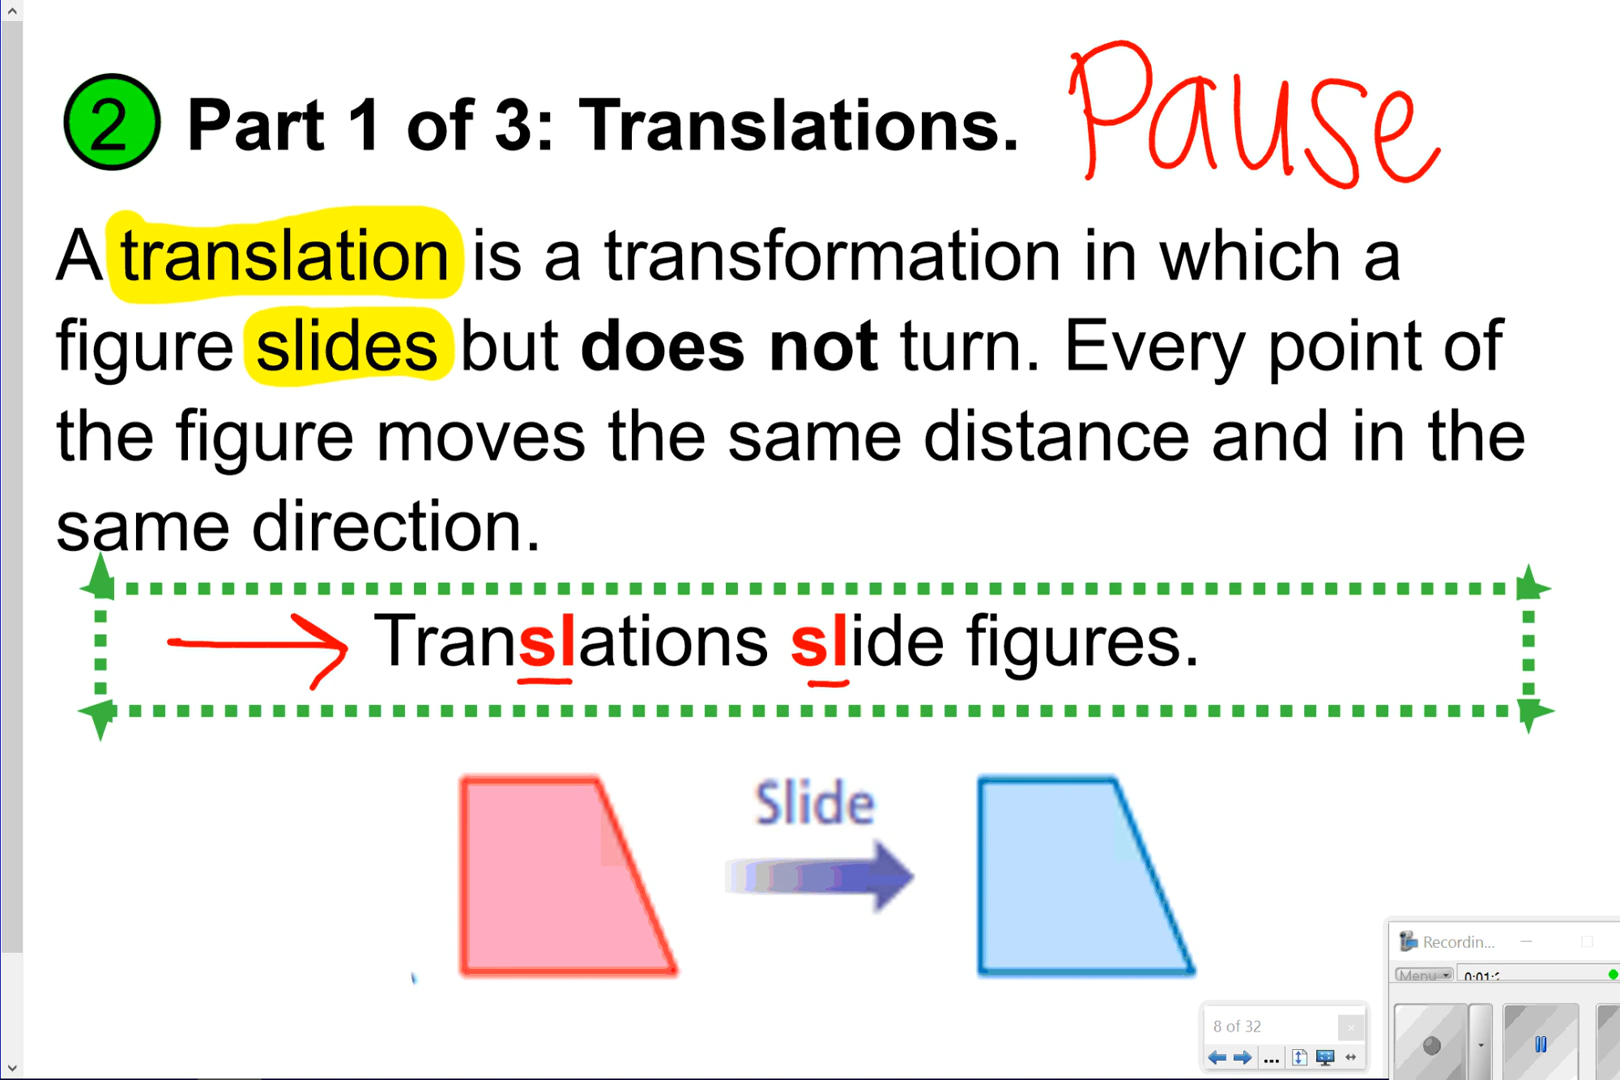 2 Part 1 of 3: Translations. Pause
A translation is a transformation in which a
figure slides but does not turn. Every point of
the figure moves the same distance and in the
same direction.
Translations slide figures.
Slide
Recordin...
Menu
8 of 32